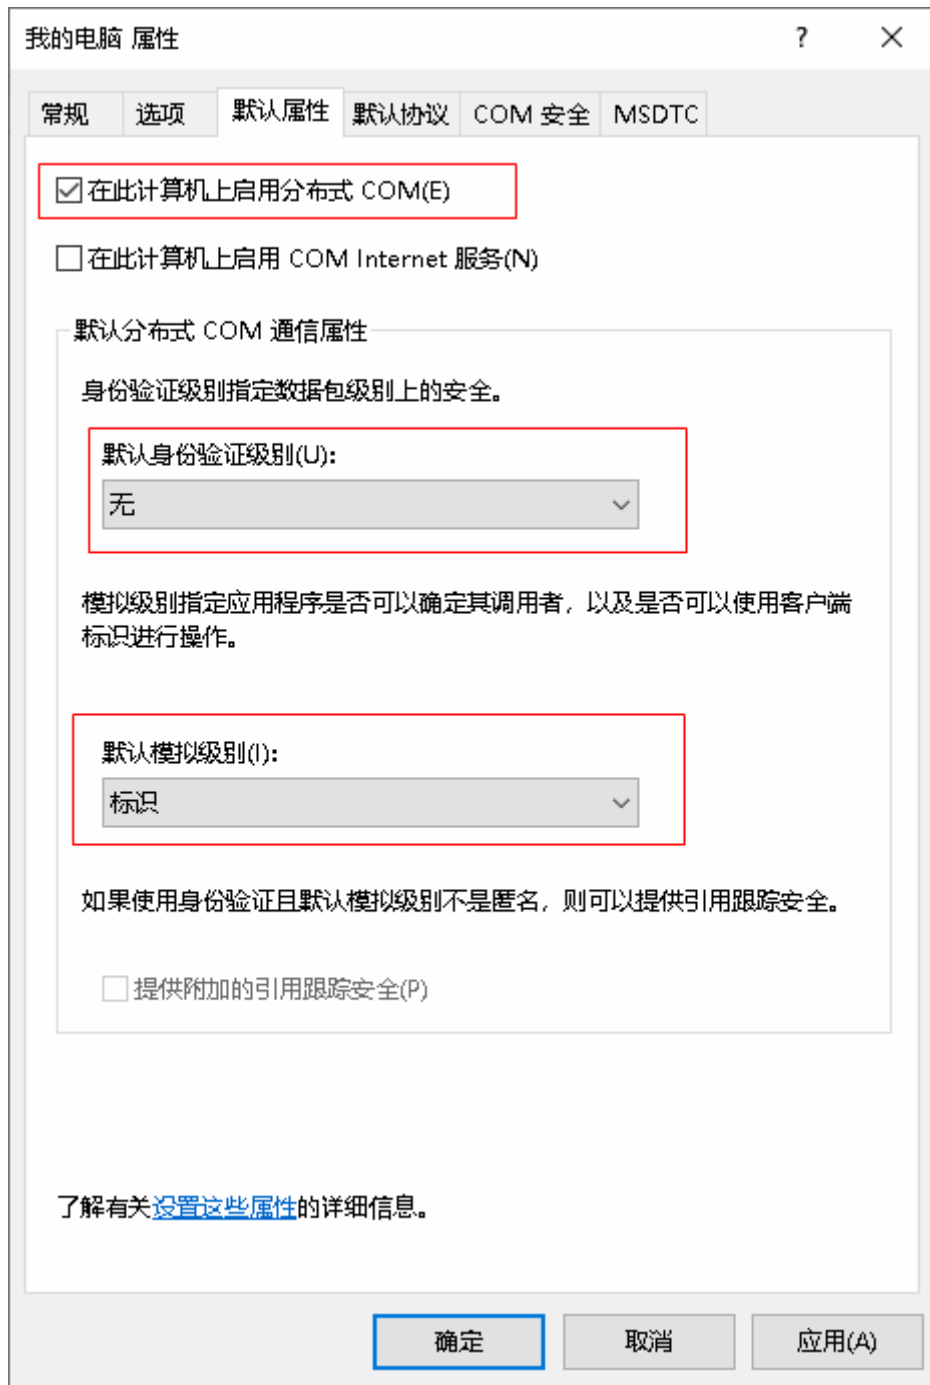 我的电脑 属性
?
常规 选项 默认属性 默认协议 COM 安全 MSDTC
在此计算机上启用分布式 COM(E)
在此计算机上启用 COM Internet 服务(N)
默认分布式 COM 通信属性
身份验证级别指定数据包级别上的安全。
默认身份验证级别(U):
无
模拟级别指定应用程序是否可以确定其调用者，以及是否可以使用客户端
标识进行操作。
默认模拟级别(I):
标识
如果使用身份验证且默认模拟级别不是匿名，则可以提供引用跟踪安全。
提供附加的引用跟踪安全(P)
了解有关设置这些属性的详细信息。
确定 取消 应用(A)